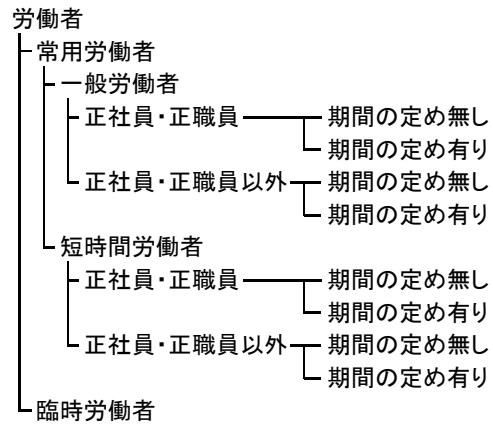 労働者
常用労働者
一般労働者
正社員・正職員 期間の定め無し
期間の定め有り
正社員・正職員以外 期間の定め無し
期間の定め有り
短時間労働者
正社員・正職員 期間の定め無し
期間の定め有り
正社員・正職員以外 期間の定め無し
期間の定め有り
臨時労働者